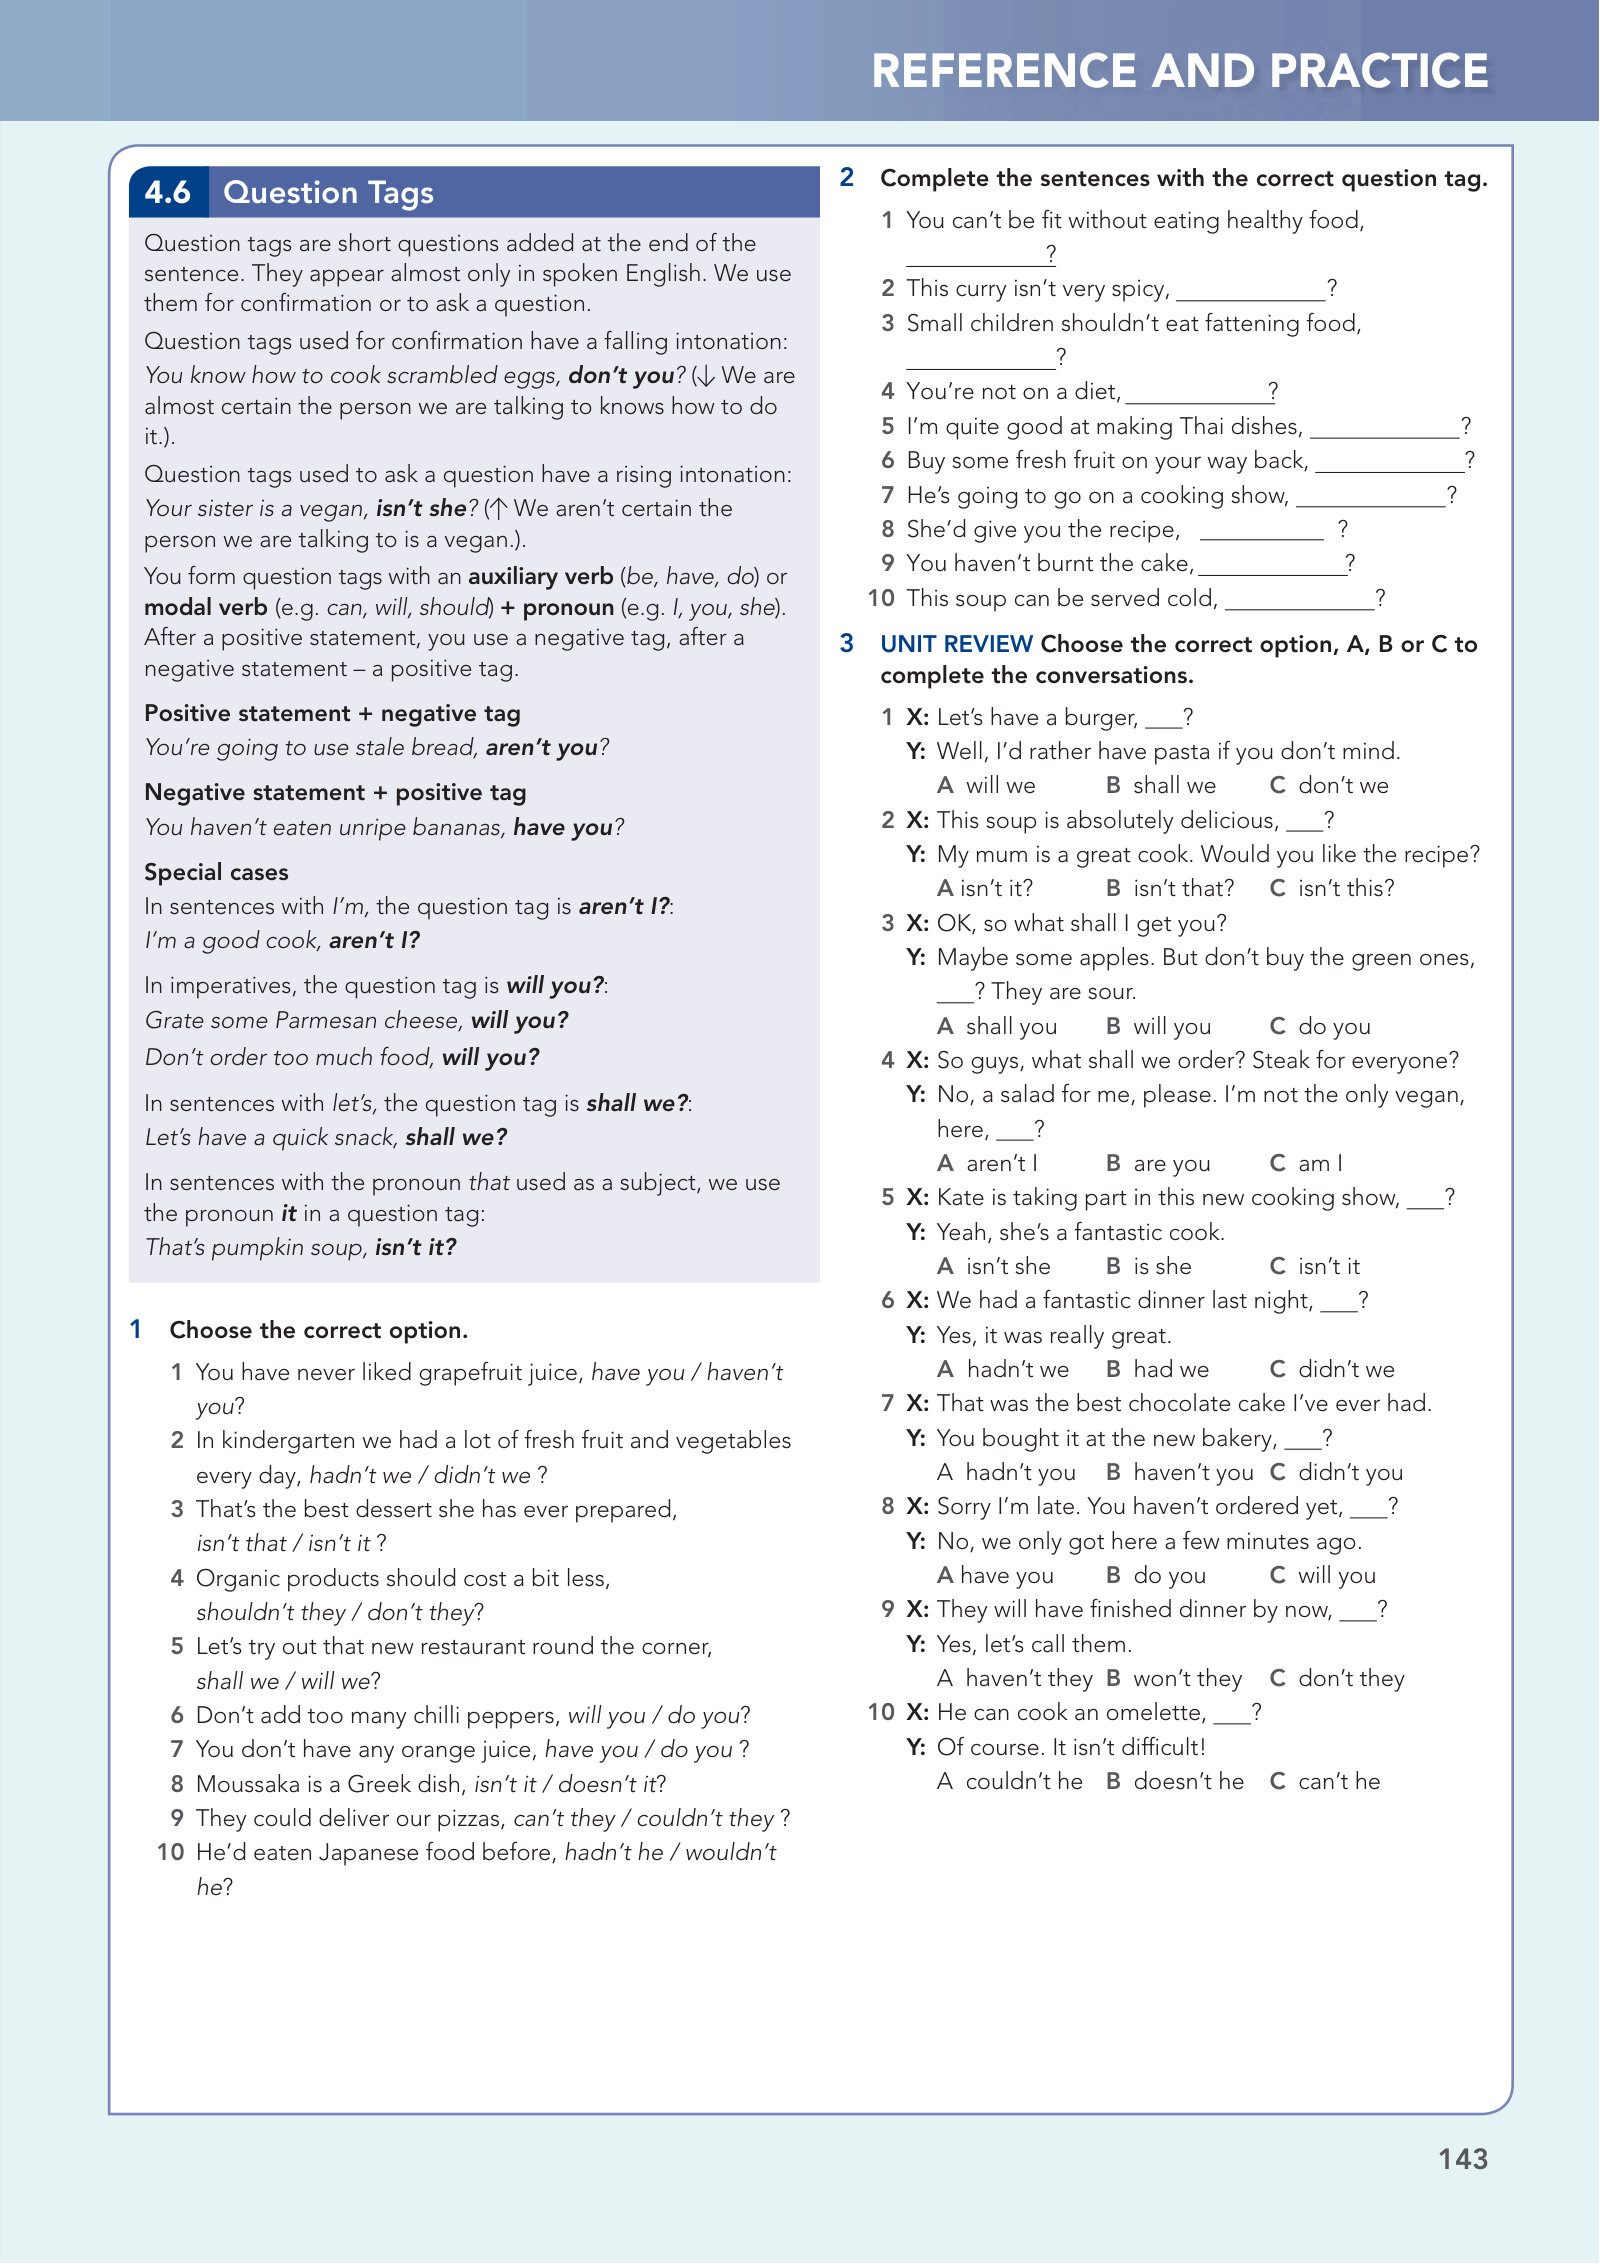 REFERENCE AND PRACTICE
4.6 Question Tags
Question tags are short questions added at the end of the
sentence. They appear almost only in spoken English. We use
them for confirmation or to ask a question.
Question tags used for confirmation have a falling intonation:
You know how to cook scrambled eggs, don't you? (↓ We are
almost certain the person we are talking to knows how to do
it.).
Question tags used to ask a question have a rising intonation:
Your sister is a vegan, isn't she? (↑ We aren't certain the
person we are talking to is a vegan.).
You form question tags with an auxiliary verb (be, have, do) or
modal verb (e.g. can, will, should) + pronoun (e.g. I, you, she).
After a positive statement, you use a negative tag, after a
negative statement – a positive tag.
Positive statement + negative tag
You're going to use stale bread, aren't you?
Negative statement + positive tag
You haven't eaten unripe bananas, have you?
Special cases
In sentences with I'm, the question tag is aren't I?:
I'm a good cook, aren't I?
In imperatives, the question tag is will you?:
Grate some Parmesan cheese, will you?
Don't order too much food, will you?
In sentences with let's, the question tag is shall we?:
Let's have a quick snack, shall we?
In sentences with the pronoun that used as a subject, we use
the pronoun it in a question tag:
That's pumpkin soup, isn't it?
1 Choose the correct option.
1 You have never liked grapefruit juice, have you / haven't
you?
2 In kindergarten we had a lot of fresh fruit and vegetables
every day, hadn't we / didn't we ?
3 That's the best dessert she has ever prepared,
isn't that / isn't it ?
4 Organic products should cost a bit less,
shouldn't they / don't they?
5 Let's try out that new restaurant round the corner,
shall we / will we?
6 Don't add too many chilli peppers, will you / do you?
7 You don't have any orange juice, have you / do you ?
8 Moussaka is a Greek dish, isn't it / doesn't it?
9 They could deliver our pizzas, can't they / couldn't they ?
10 He'd eaten Japanese food before, hadn't he / wouldn't
he?
2 Complete the sentences with the correct question tag.
1 You can't be fit without eating healthy food,
____________?
2 This curry isn't very spicy, ____________?
3 Small children shouldn't eat fattening food,
____________?
4 You're not on a diet, ____________?
5 I'm quite good at making Thai dishes, ____________?
6 Buy some fresh fruit on your way back, ____________?
7 He's going to go on a cooking show, ____________?
8 She'd give you the recipe, __________ ?
9 You haven't burnt the cake, ____________?
10 This soup can be served cold, ____________?
3 UNIT REVIEW Choose the correct option, A, B or C to
complete the conversations.
1 X: Let's have a burger, ___?
Y: Well, I'd rather have pasta if you don't mind.
A will we B shall we C don't we
2 X: This soup is absolutely delicious, ___?
Y: My mum is a great cook. Would you like the recipe?
A isn't it? B isn't that? C isn't this?
3 X: OK, so what shall I get you?
Y: Maybe some apples. But don't buy the green ones,
___? They are sour.
A shall you B will you C do you
4 X: So guys, what shall we order? Steak for everyone?
Y: No, a salad for me, please. I'm not the only vegan,
here, ___?
A aren't I B are you C am I
5 X: Kate is taking part in this new cooking show, ___?
Y: Yeah, she's a fantastic cook.
A isn't she B is she C isn't it
6 X: We had a fantastic dinner last night, ___?
Y: Yes, it was really great.
A hadn't we B had we C didn't we
7 X: That was the best chocolate cake I've ever had.
Y: You bought it at the new bakery, ___?
A hadn't you B haven't you C didn't you
8 X: Sorry I'm late. You haven't ordered yet, ___?
Y: No, we only got here a few minutes ago.
A have you B do you C will you
9 X: They will have finished dinner by now, ___?
Y: Yes, let's call them.
A haven't they B won't they C don't they
10 X: He can cook an omelette, ___?
Y: Of course. It isn't difficult!
A couldn't he B doesn't he C can't he
143